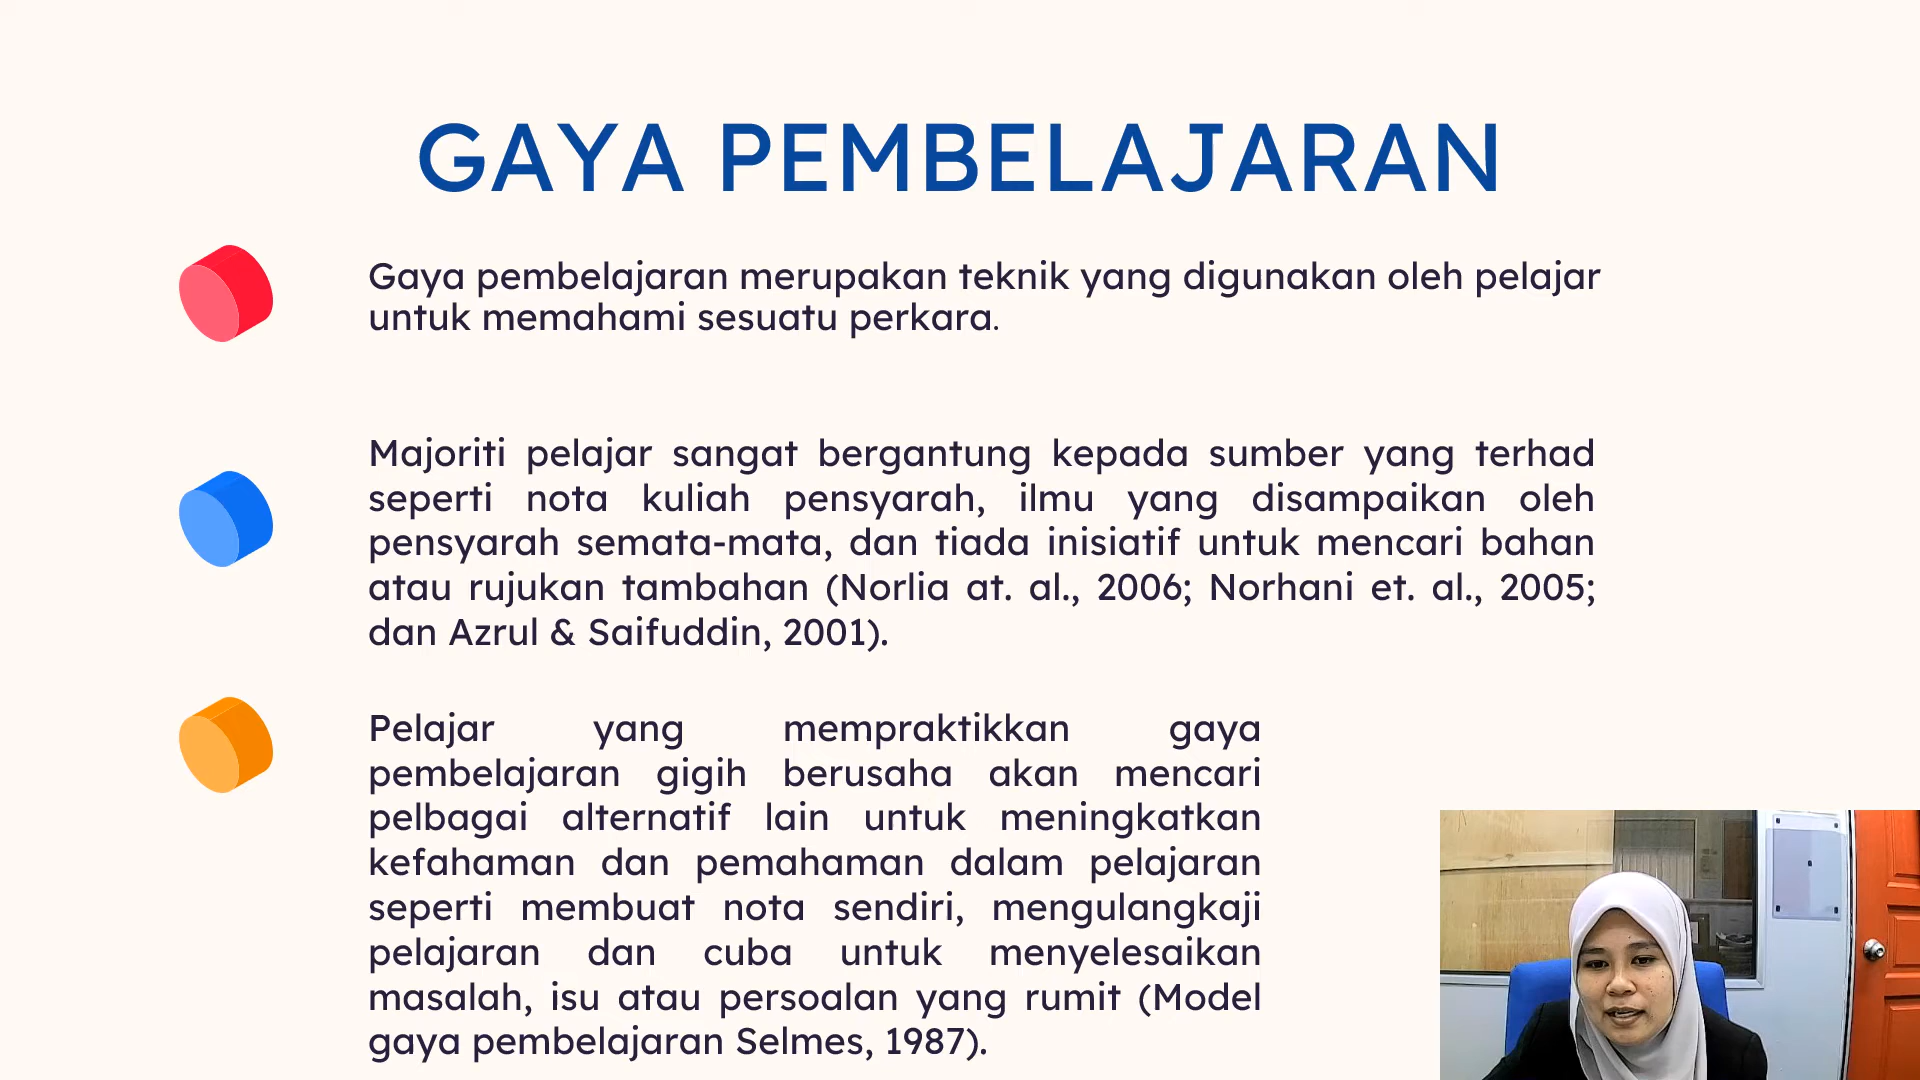 GAYA PEMBELAJARAN
Gaya pembelajaran merupakan teknik yang digunakan oleh pelajar
untuk memahami sesuatu perkara.
Majoriti pelajar sangat bergantung kepada sumber yang terhad
seperti nota kuliah pensyarah, ilmu yang disampaikan oleh
pensyarah semata-mata, dan tiada inisiatif untuk mencari bahan
atau rujukan tambahan (Norlia at. al., 2006; Norhani et. al., 2005;
dan Azrul & Saifuddin, 2001).
Pelajar yang mempraktikkan gaya
pembelajaran gigih berusaha akan mencari
pelbagai alternatif lain untuk meningkatkan
kefahaman dan pemahaman dalam pelajaran
seperti membuat nota sendiri, mengulangkaji
pelajaran dan cuba untuk menyelesaikan
masalah, isu atau persoalan yang rumit (Model
gaya pembelajaran Selmes, 1987).